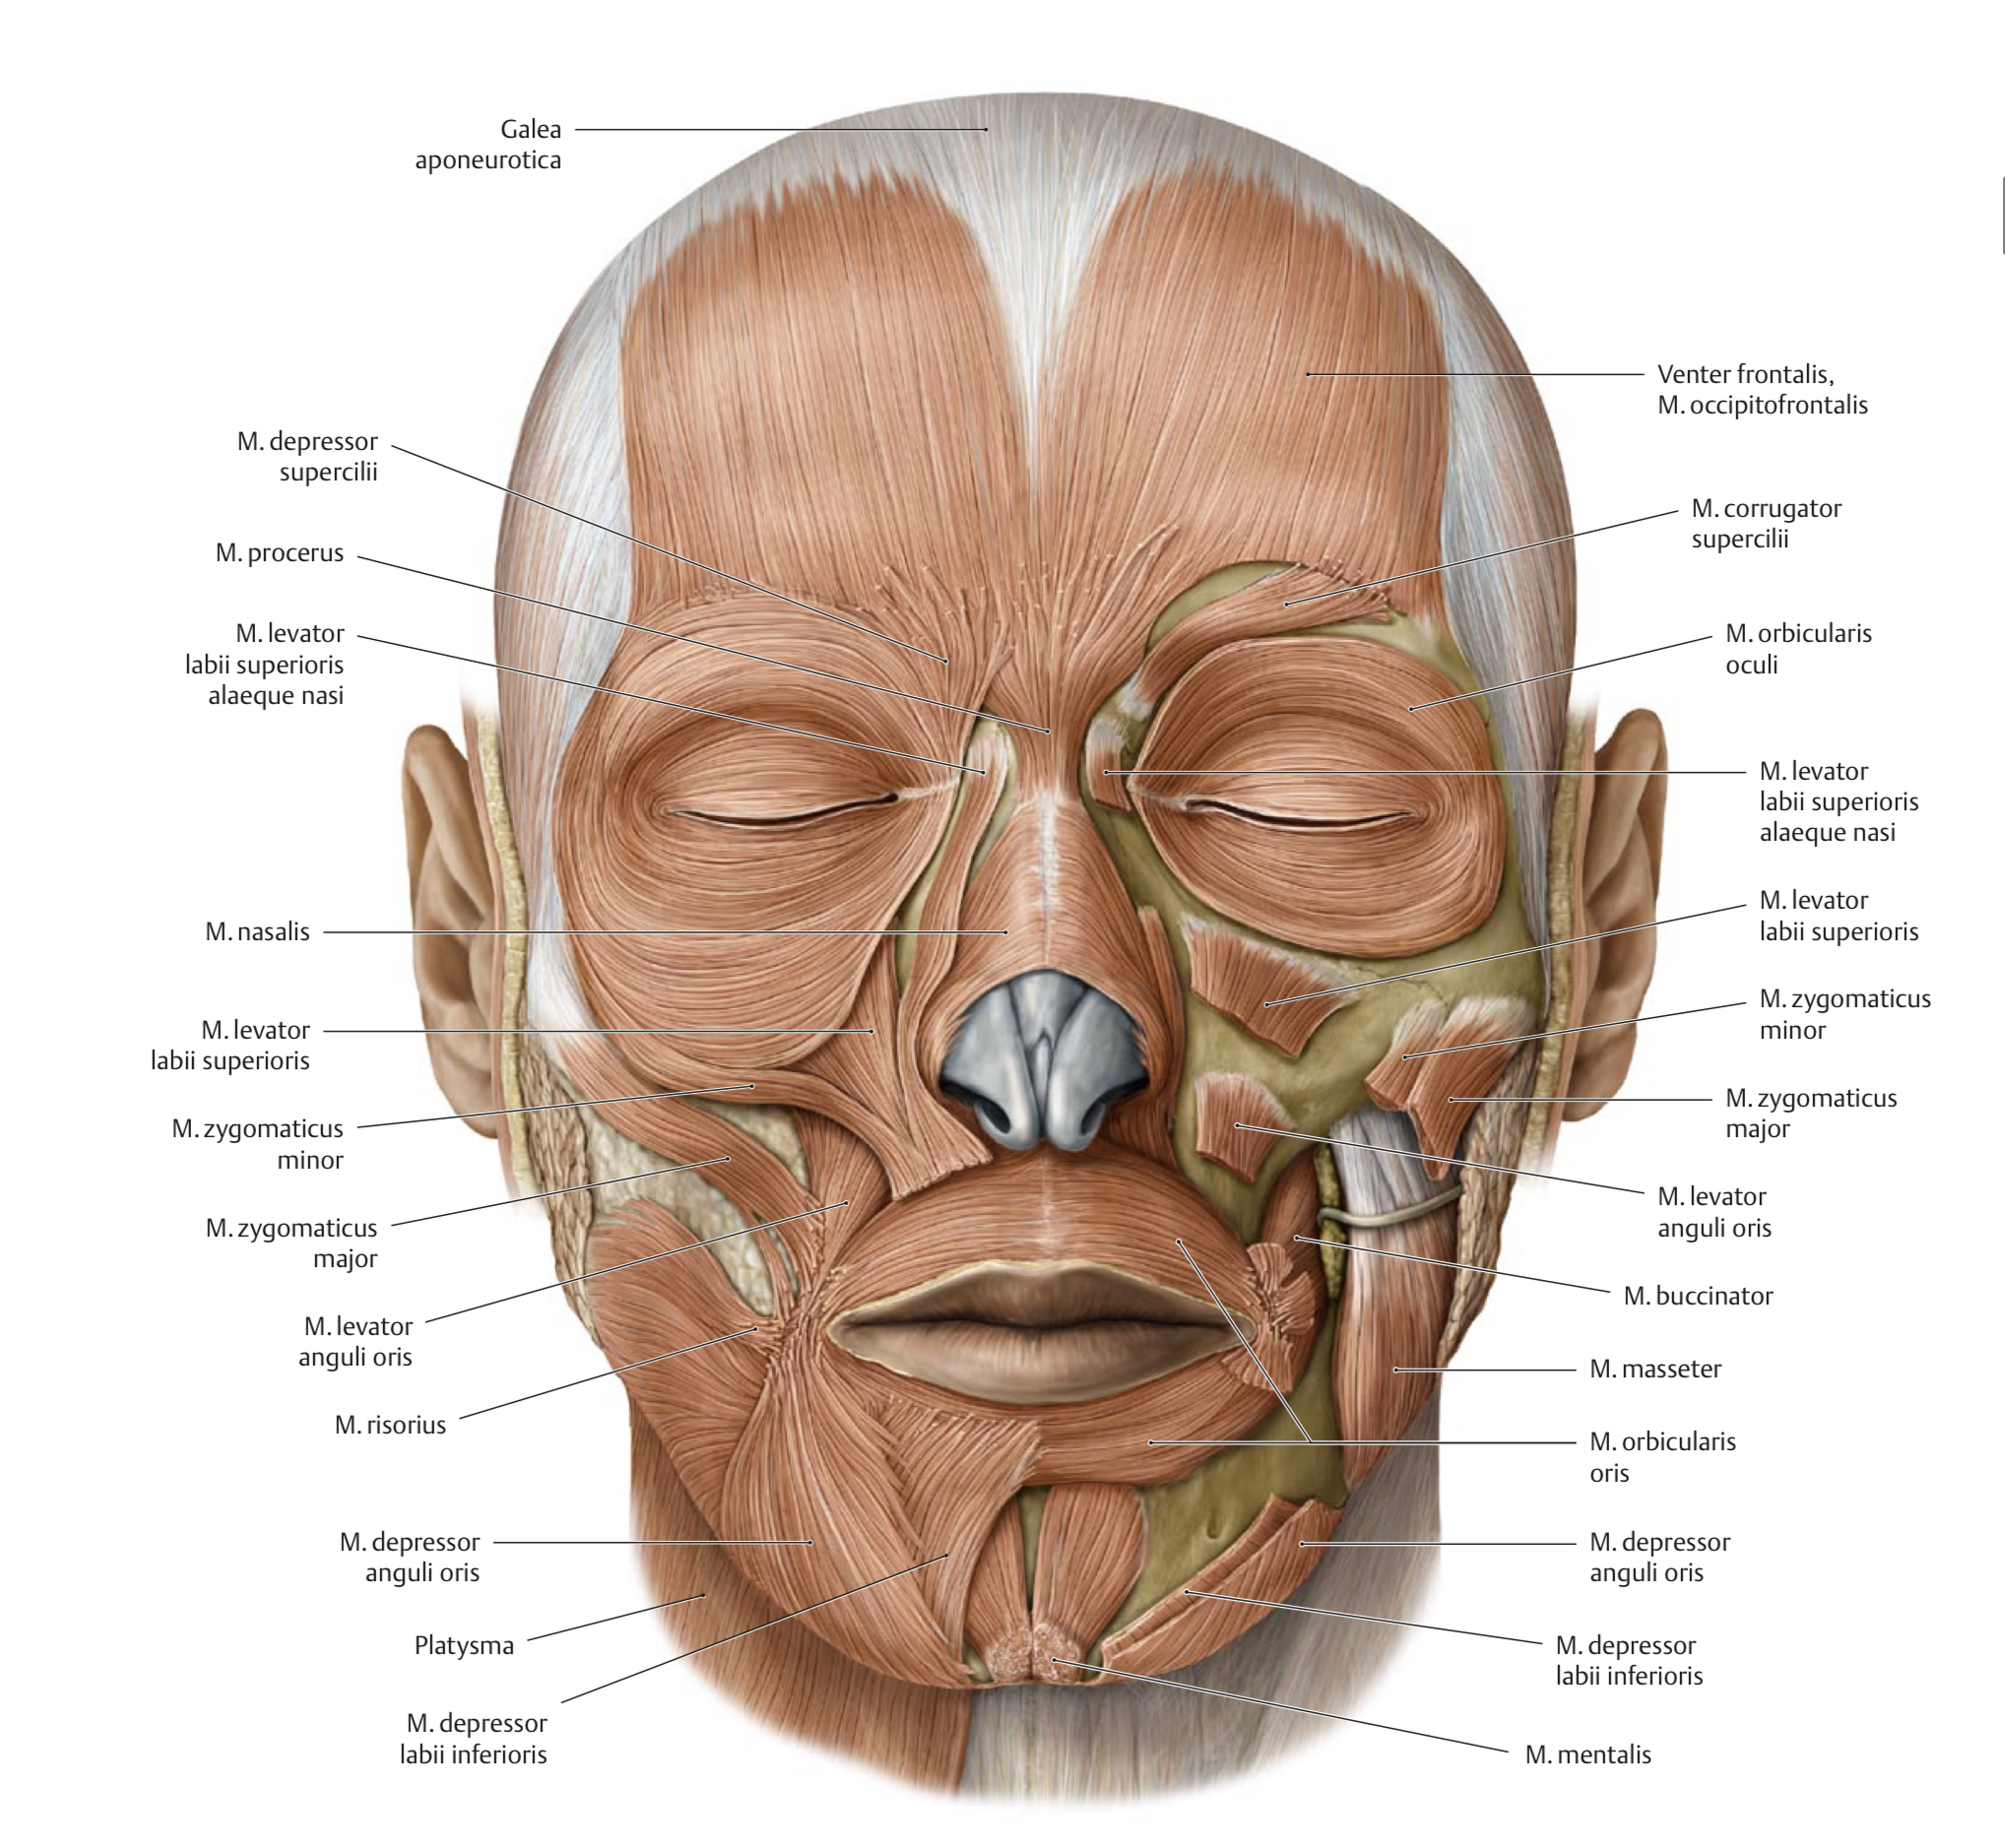 Galea
aponeurotica
M. depressor
supercilii
M. procerus
M. levator
labii superioris
alaeque nasi
M. nasalis
M. levator
labii superioris
M. zygomaticus
minor
M. zygomaticus
major
M. levator
anguli oris
M. risorius
M. depressor
anguli oris
Platysma
M. depressor
labii inferioris
Venter frontalis,
M. occipitofrontalis
M. corrugator
supercilii
M. orbicularis
oculi
M. levator
labii superioris
alaeque nasi
M. levator
labii superioris
M. zygomaticus
minor
M. zygomaticus
major
M. levator
anguli oris
M. buccinator
M. masseter
M. orbicularis
oris
M. depressor
anguli oris
M. depressor
labii inferioris
M. mentalis